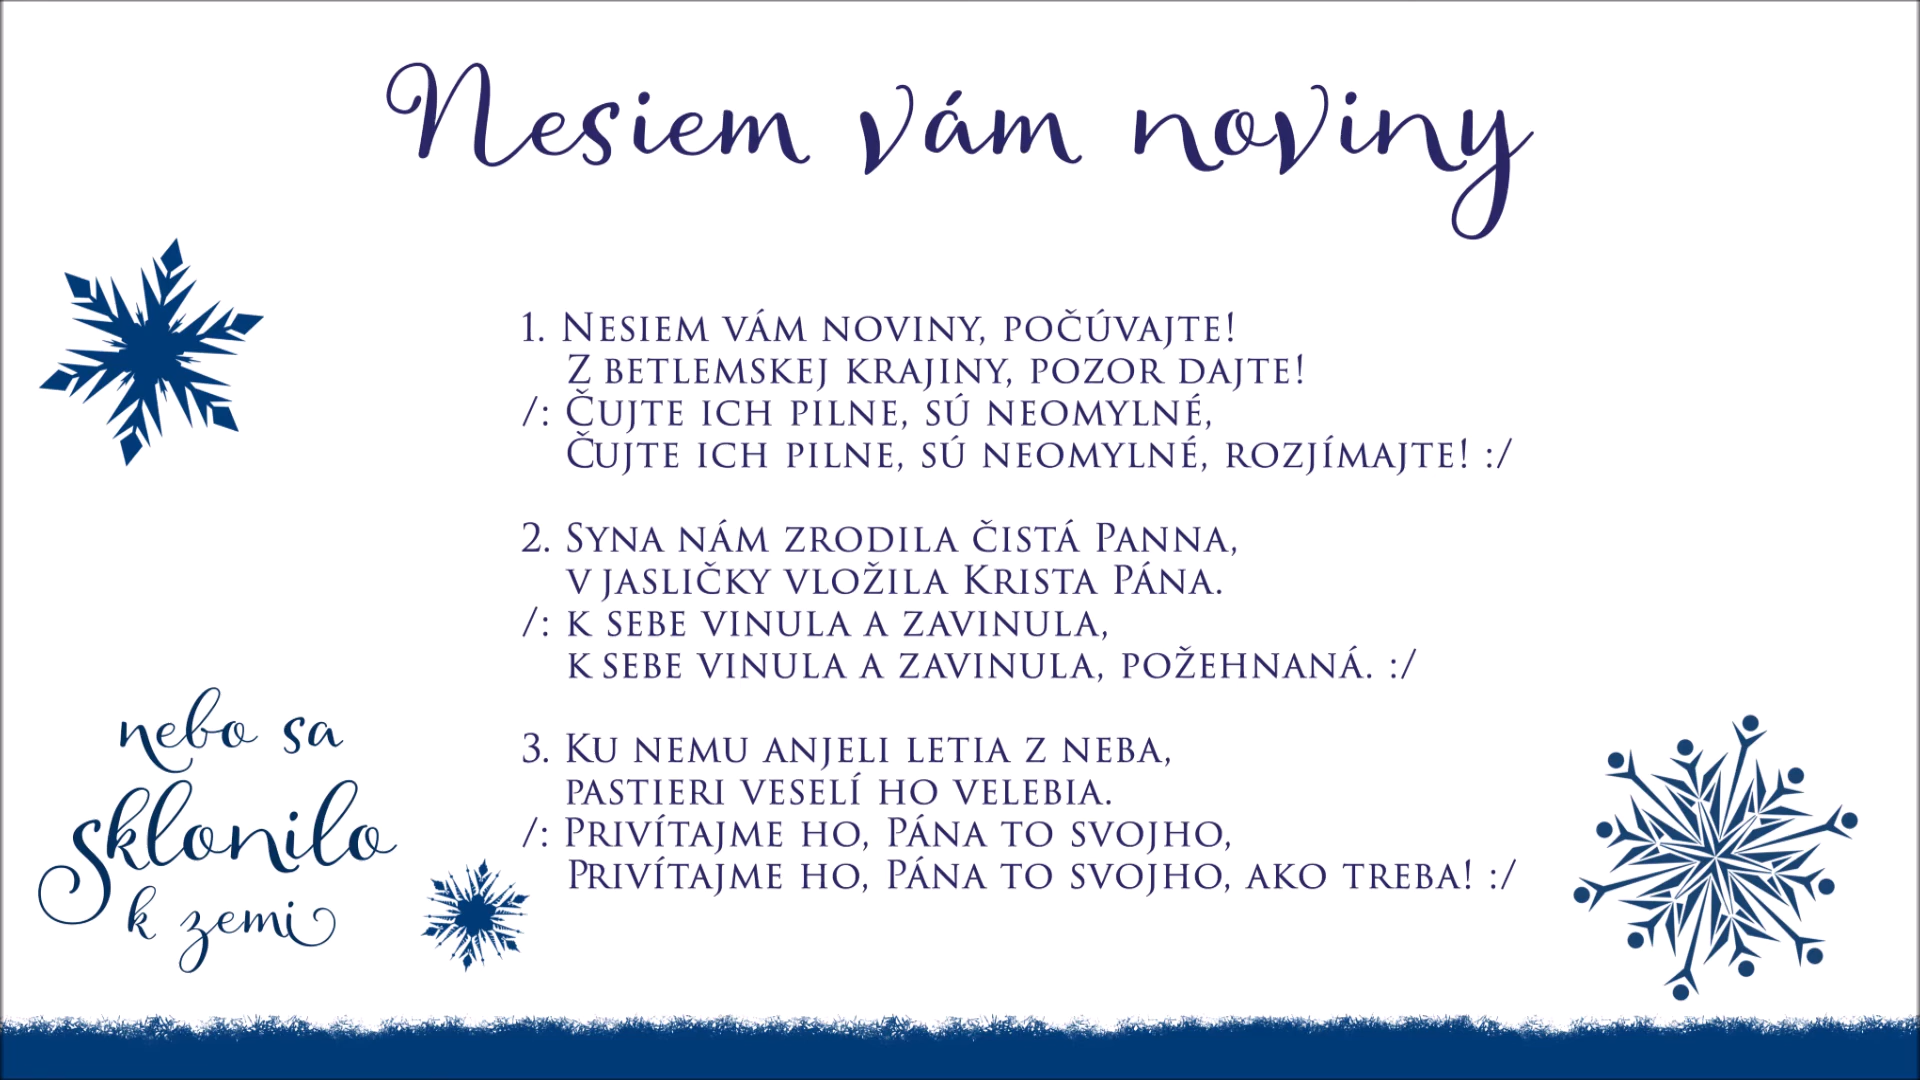 Nesiem vám noviny
1. Nesiem vám noviny, počúvajte!
Z betlemskej krajiny, pozor dajte!
/: Čujte ich pilne, sú neomylné,
Čujte ich pilne, sú neomylné, rozjímajte! :/
2. Syna nám zrodila čistá Panna,
v jasličky vložila Krista Pána.
/: k sebe vinula a zavinula,
k sebe vinula a zavinula, požehnaná. :/
3. Ku nemu anjeli letia z neba,
pastieri veselí ho velebia.
/: Privítajme ho, Pána to svojho,
Privítajme ho, Pána to svojho, ako treba! :/
nebo sa
sklonilo
k zemi